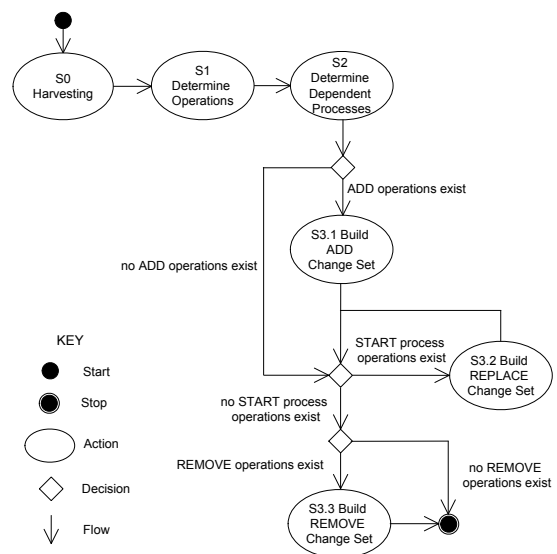 S0
Harvesting
S1
Determine
Operations
S2
Determine
Dependent
Processes
ADD operations exist
S3.1 Build
ADD
Change Set
no ADD operations exist
START process
operations exist
S3.2 Build
REPLACE
Change Set
no START process
operations exist
REMOVE operations exist
no REMOVE
operations exist
S3.3 Build
REMOVE
Change Set
KEY
Start
Stop
Action
Decision
Flow